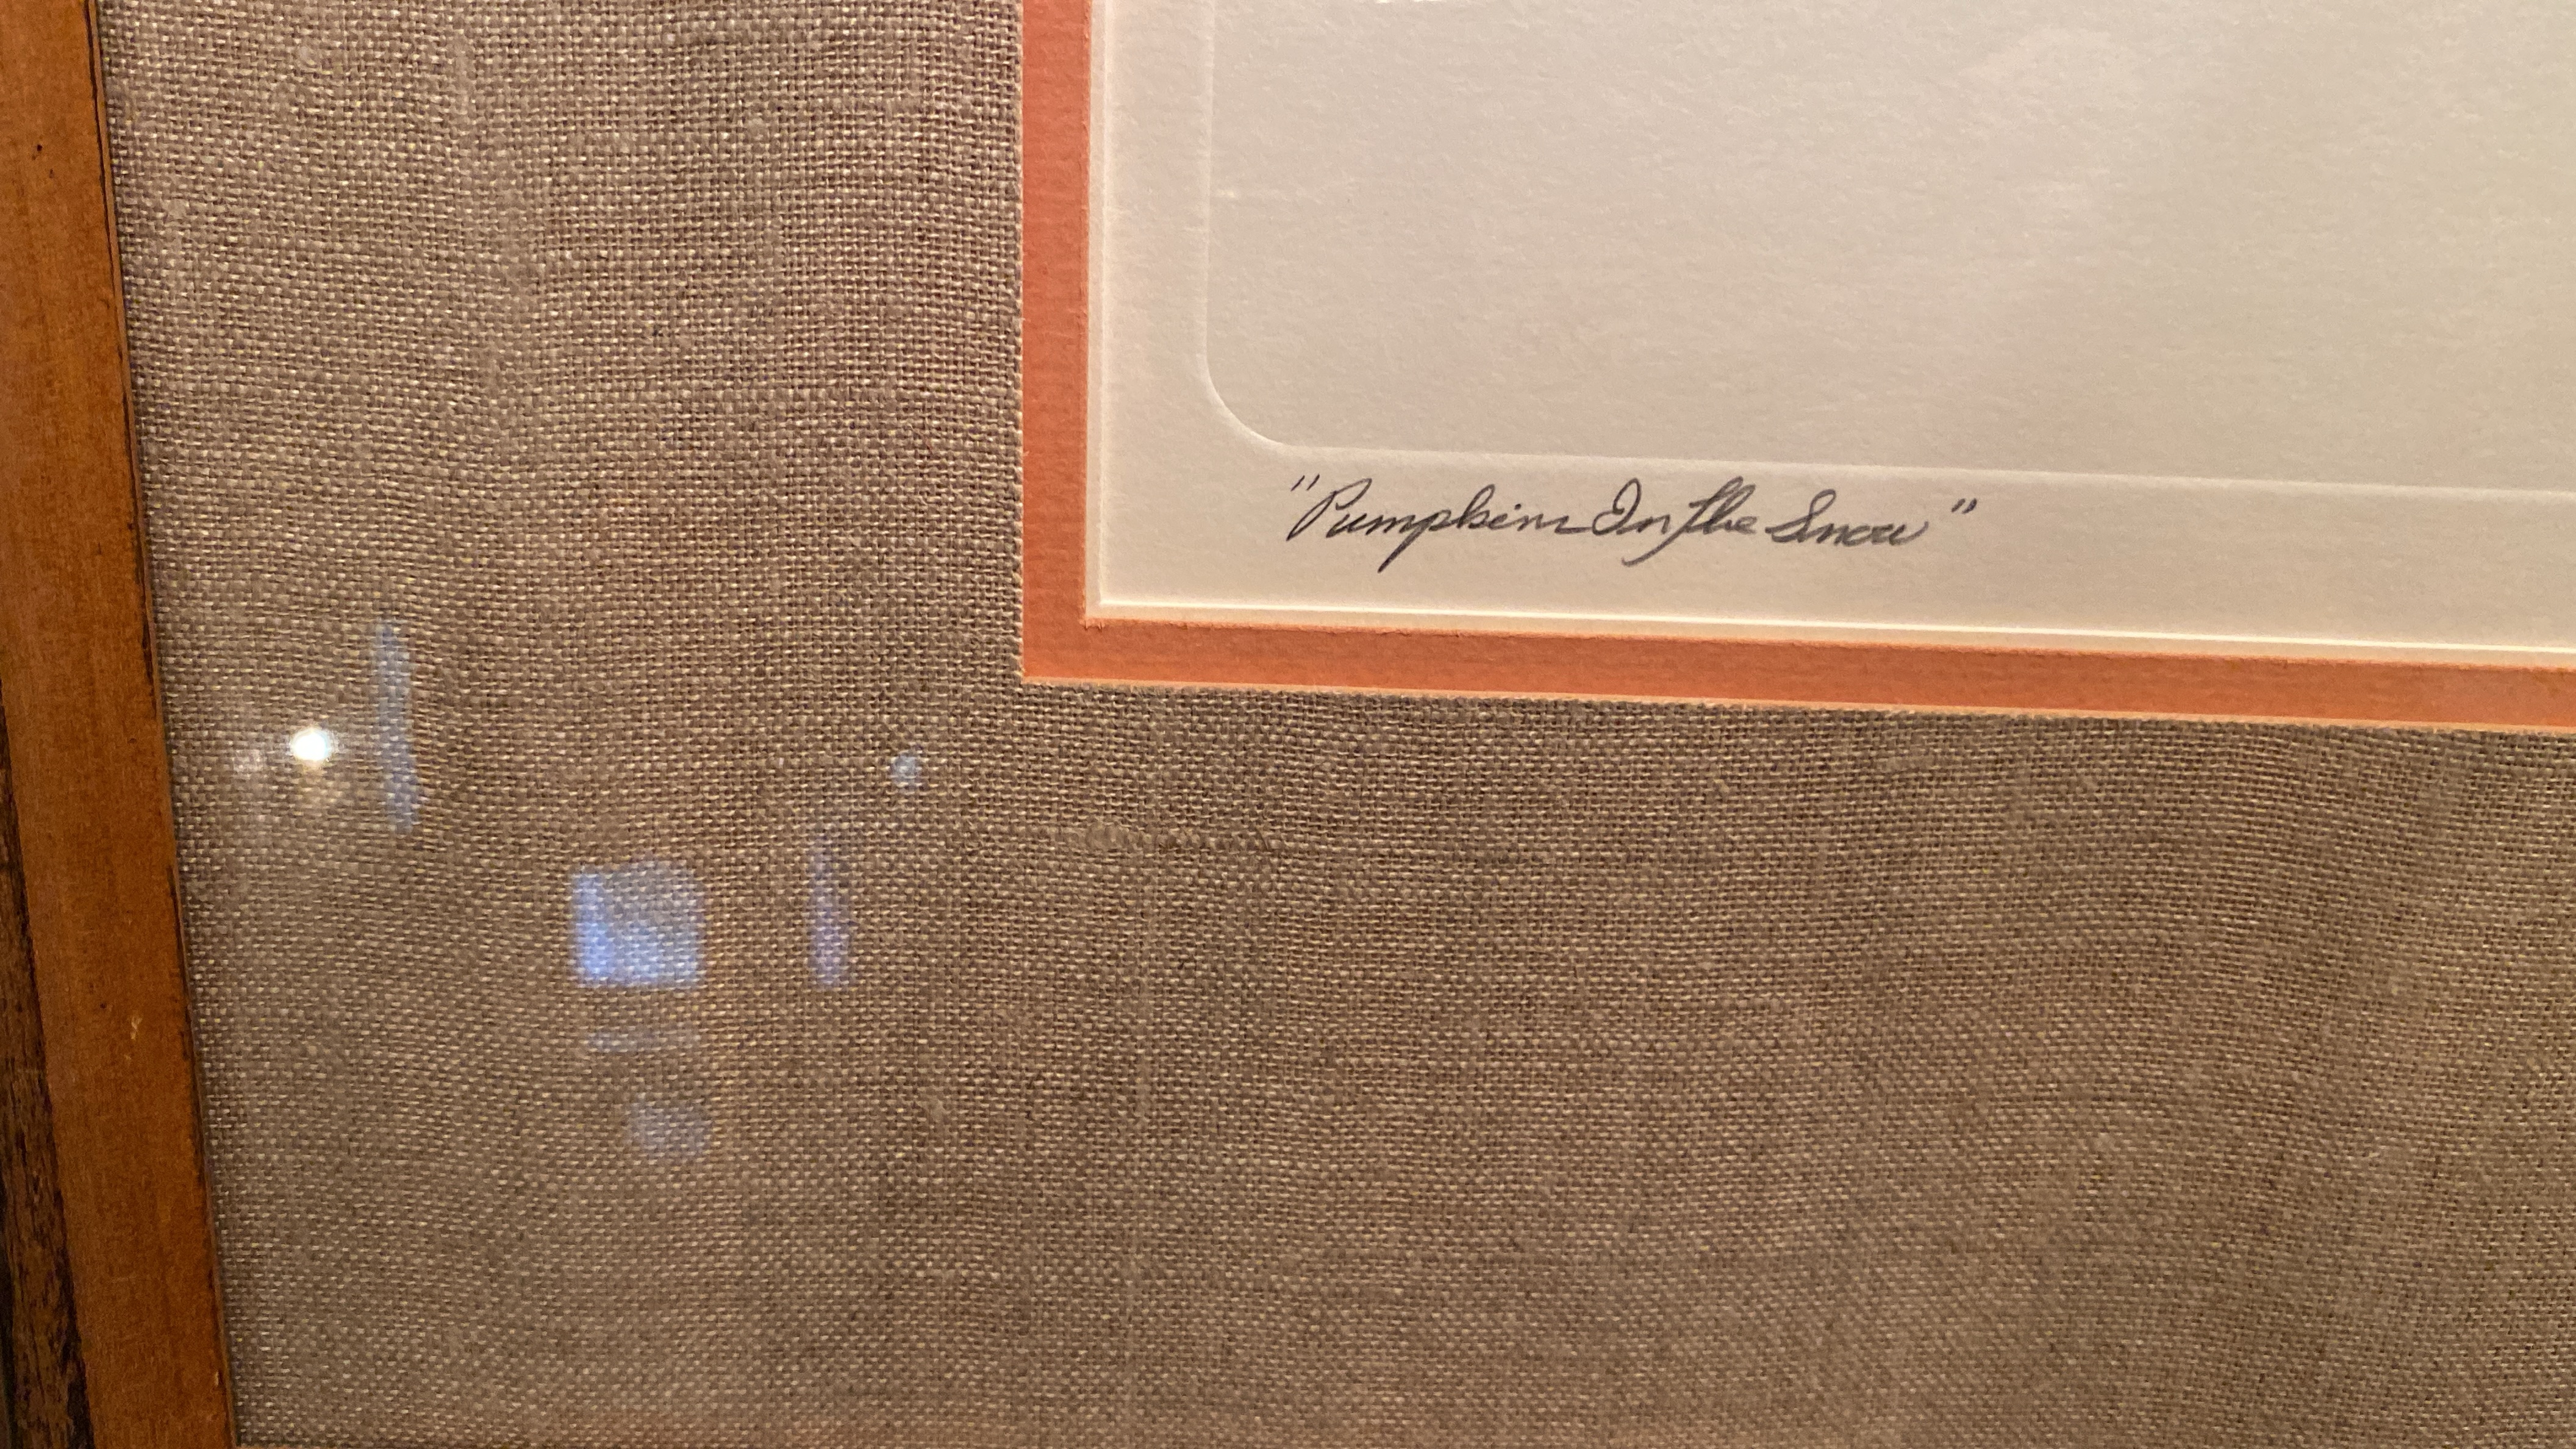 "Pumpkins In the Snow"